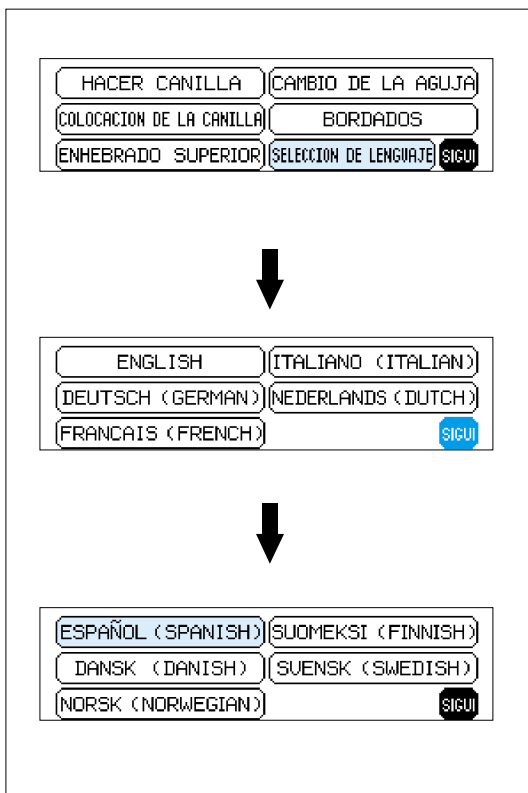 HACER CANILLA CAMBIO DE LA AGUJA
COLOCACION DE LA CANILLA BORDADOS
ENHEBRADO SUPERIOR SELECCION DE LENGUAJE SIGUI
ENGLISH ITALIANO (ITALIAN)
DEUTSCH (GERMAN) NEDERLANDS (DUTCH)
FRANCAIS (FRENCH) SIGUI
ESPAÑOL (SPANISH) SUOMEKSI (FINNISH)
DANSK (DANISH) SVENSK (SWEDISH)
NORSK (NORWEGIAN) SIGUI